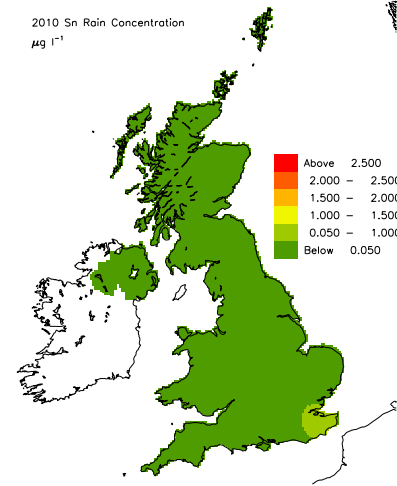 2010 Sn Rain Concentration
µg l⁻¹
Above 2.500
2.000 – 2.500
1.500 – 2.000
1.000 – 1.500
0.050 – 1.000
Below 0.050